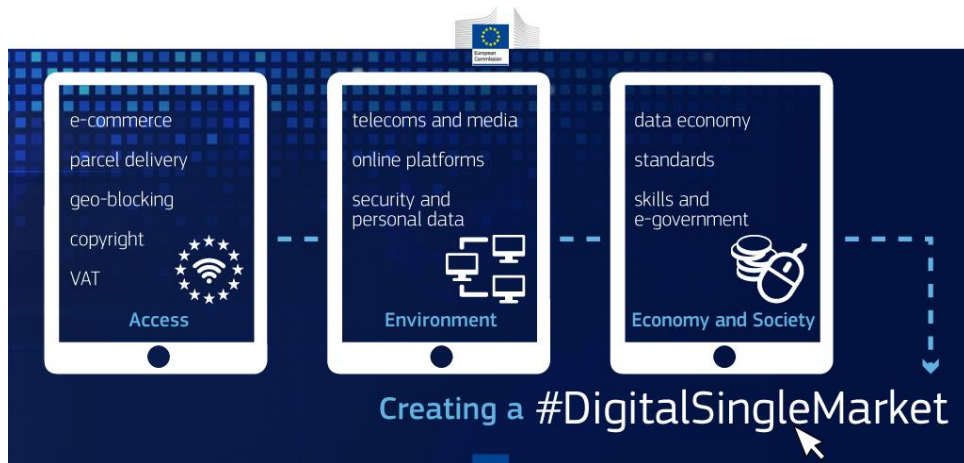 European
Commission
e-commerce
parcel delivery
geo-blocking
copyright
VAT
Access
telecoms and media
online platforms
security and
personal data
Environment
data economy
standards
skills and
e-government
Economy and Society
Creating a #DigitalSingleMarket